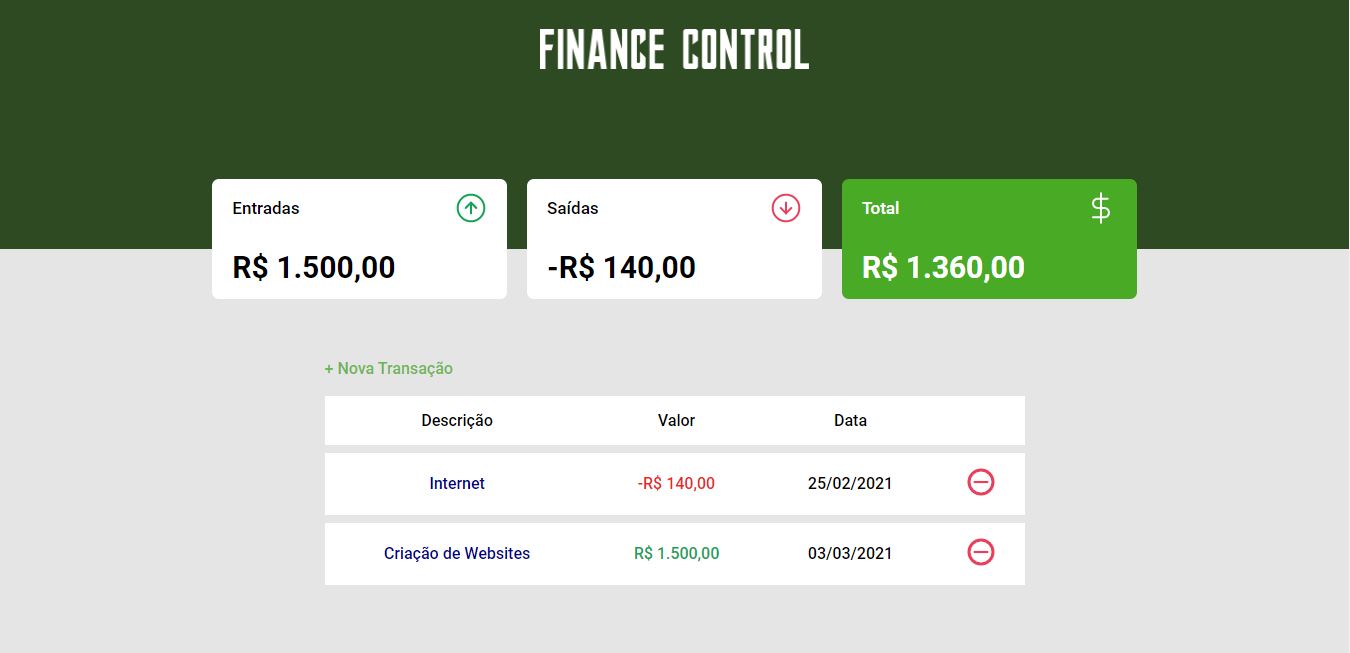 FINANCE CONTROL
Entradas
R$ 1.500,00
Saídas
-R$ 140,00
Total
$
R$ 1.360,00
+ Nova Transação
Descrição Valor Data
Internet -R$ 140,00 25/02/2021
Criação de Websites R$ 1.500,00 03/03/2021